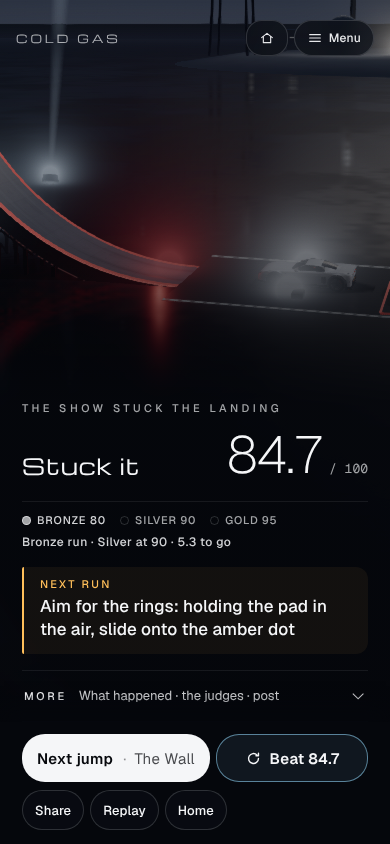 COLD GAS
Menu
THE SHOW STUCK THE LANDING
Stuck it 84.7 / 100
BRONZE 80 SILVER 90 GOLD 95
Bronze run · Silver at 90 · 5.3 to go
NEXT RUN
Aim for the rings: holding the pad in
the air, slide onto the amber dot
MORE What happened · the judges · post
Next jump · The Wall Beat 84.7
Share Replay Home